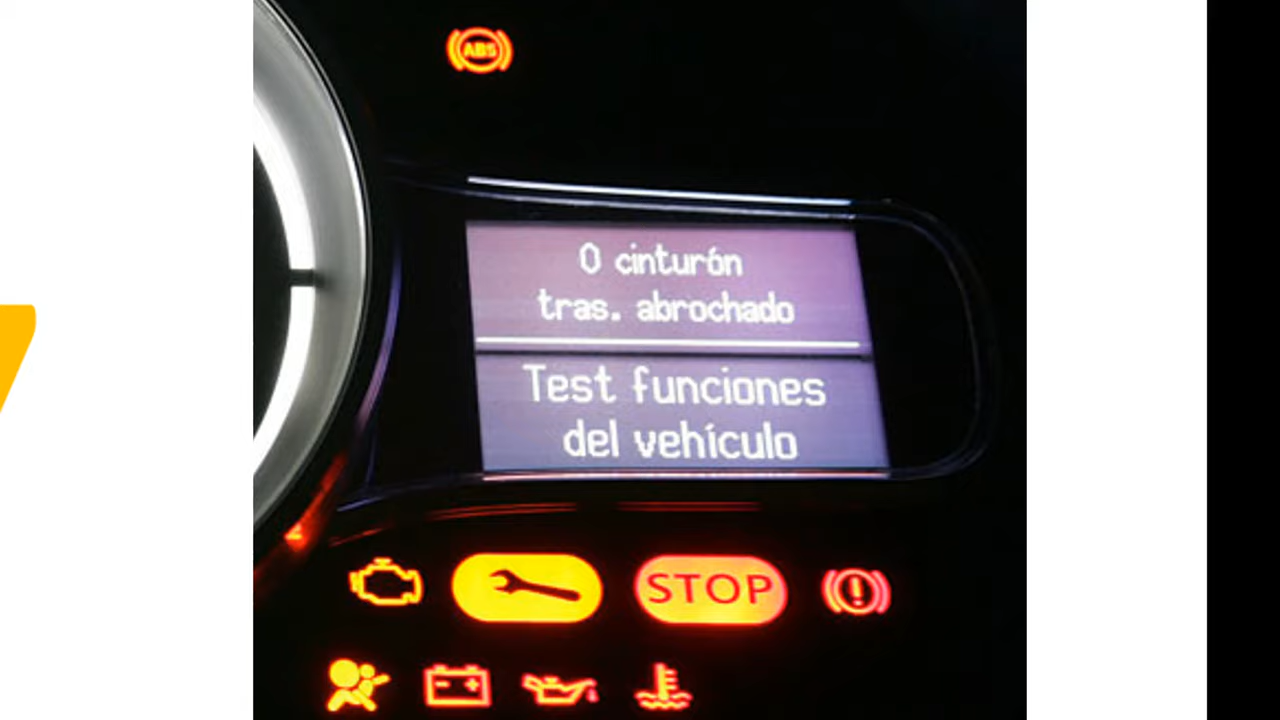 ABS
0 cinturón
tras. abrochado
Test funciones
del vehículo
STOP